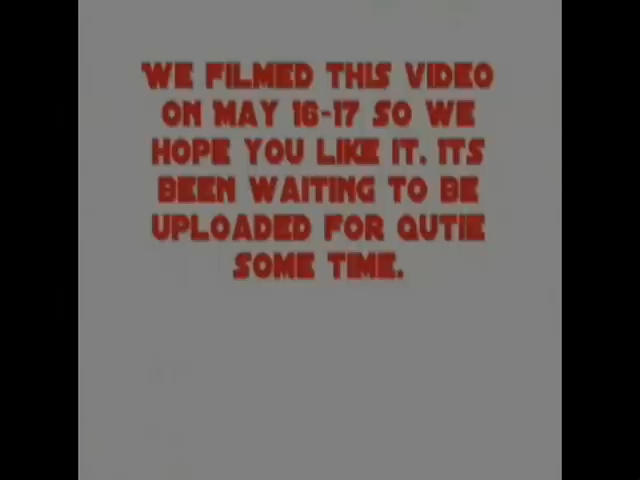 WE FILMED THIS VIDEO
ON MAY 16-17 SO WE
HOPE YOU LIKE IT. ITS
BEEN WAITING TO BE
UPLOADED FOR QUTIE
SOME TIME.